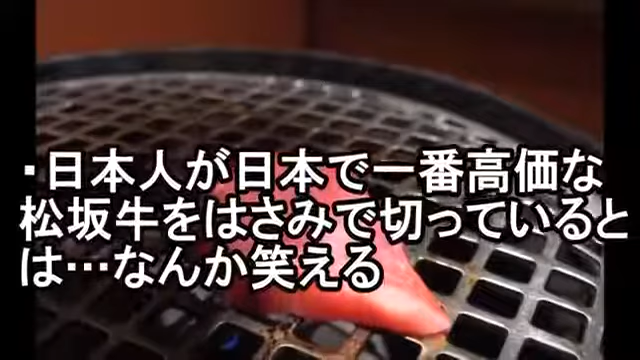 ・日本人が日本で一番高価な
松坂牛をはさみで切っていると
は…なんか笑える